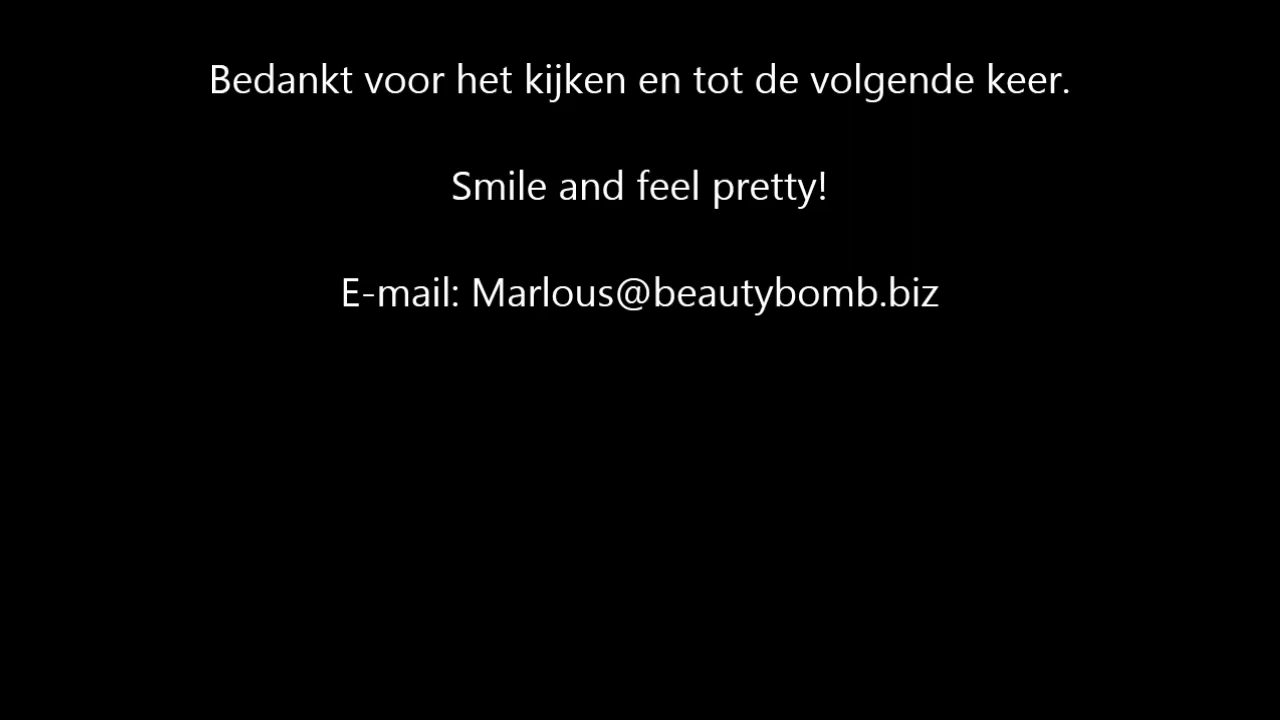 Bedankt voor het kijken en tot de volgende keer.
Smile and feel pretty!
E-mail: Marlous@beautybomb.biz